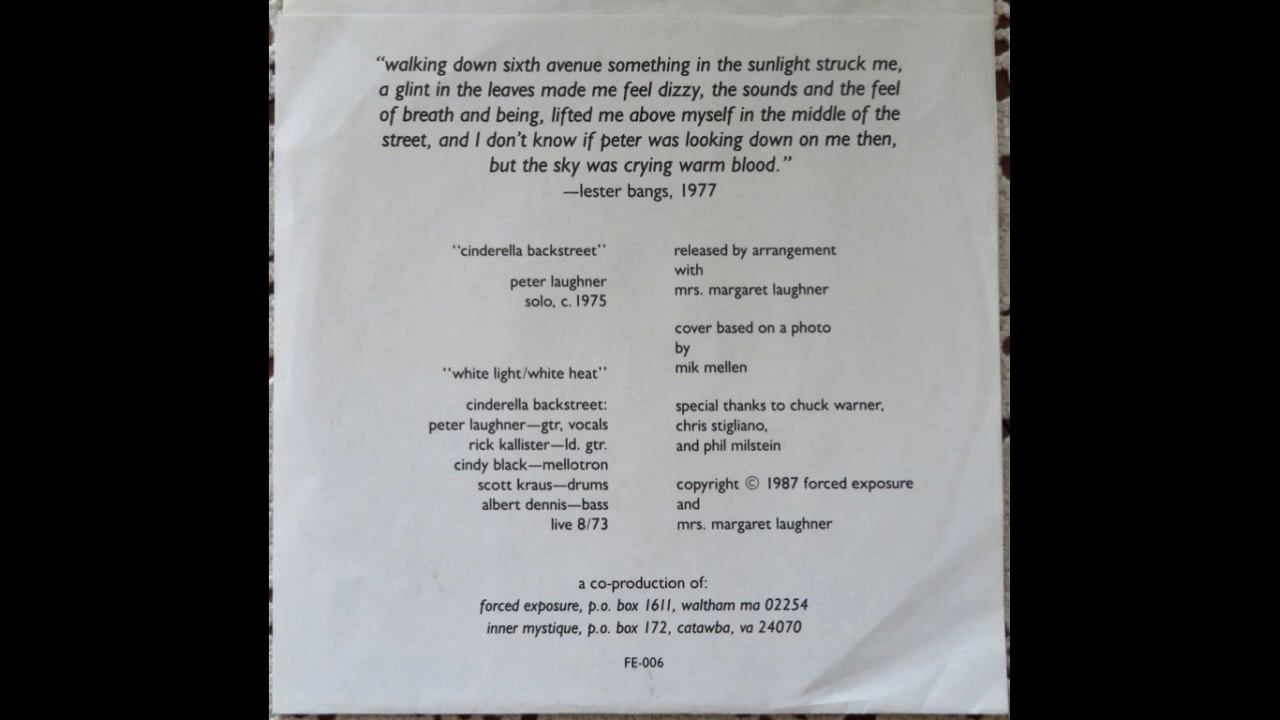 “walking down sixth avenue something in the sunlight struck me,
a glint in the leaves made me feel dizzy, the sounds and the feel
of breath and being, lifted me above myself in the middle of the
street, and I don’t know if peter was looking down on me then,
but the sky was crying warm blood.”
—lester bangs, 1977
“cinderella backstreet”
peter laughner
solo, c. 1975
“white light/white heat”
cinderella backstreet:
peter laughner—gtr, vocals
rick kallister—ld. gtr.
cindy black—mellotron
scott kraus—drums
albert dennis—bass
live 8/73
released by arrangement
with
mrs. margaret laughner
cover based on a photo
by
mik mellen
special thanks to chuck warner,
chris stigliano,
and phil milstein
copyright © 1987 forced exposure
and
mrs. margaret laughner
a co-production of:
forced exposure, p.o. box 1611, waltham ma 02254
inner mystique, p.o. box 172, catawba, va 24070
FE-006